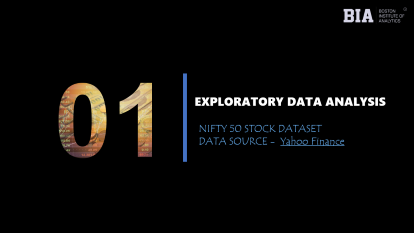 BIA
BOSTON
INSTITUTE OF
ANALYTICS
®
01
EXPLORATORY DATA ANALYSIS
NIFTY 50 STOCK DATASET
DATA SOURCE – Yahoo Finance